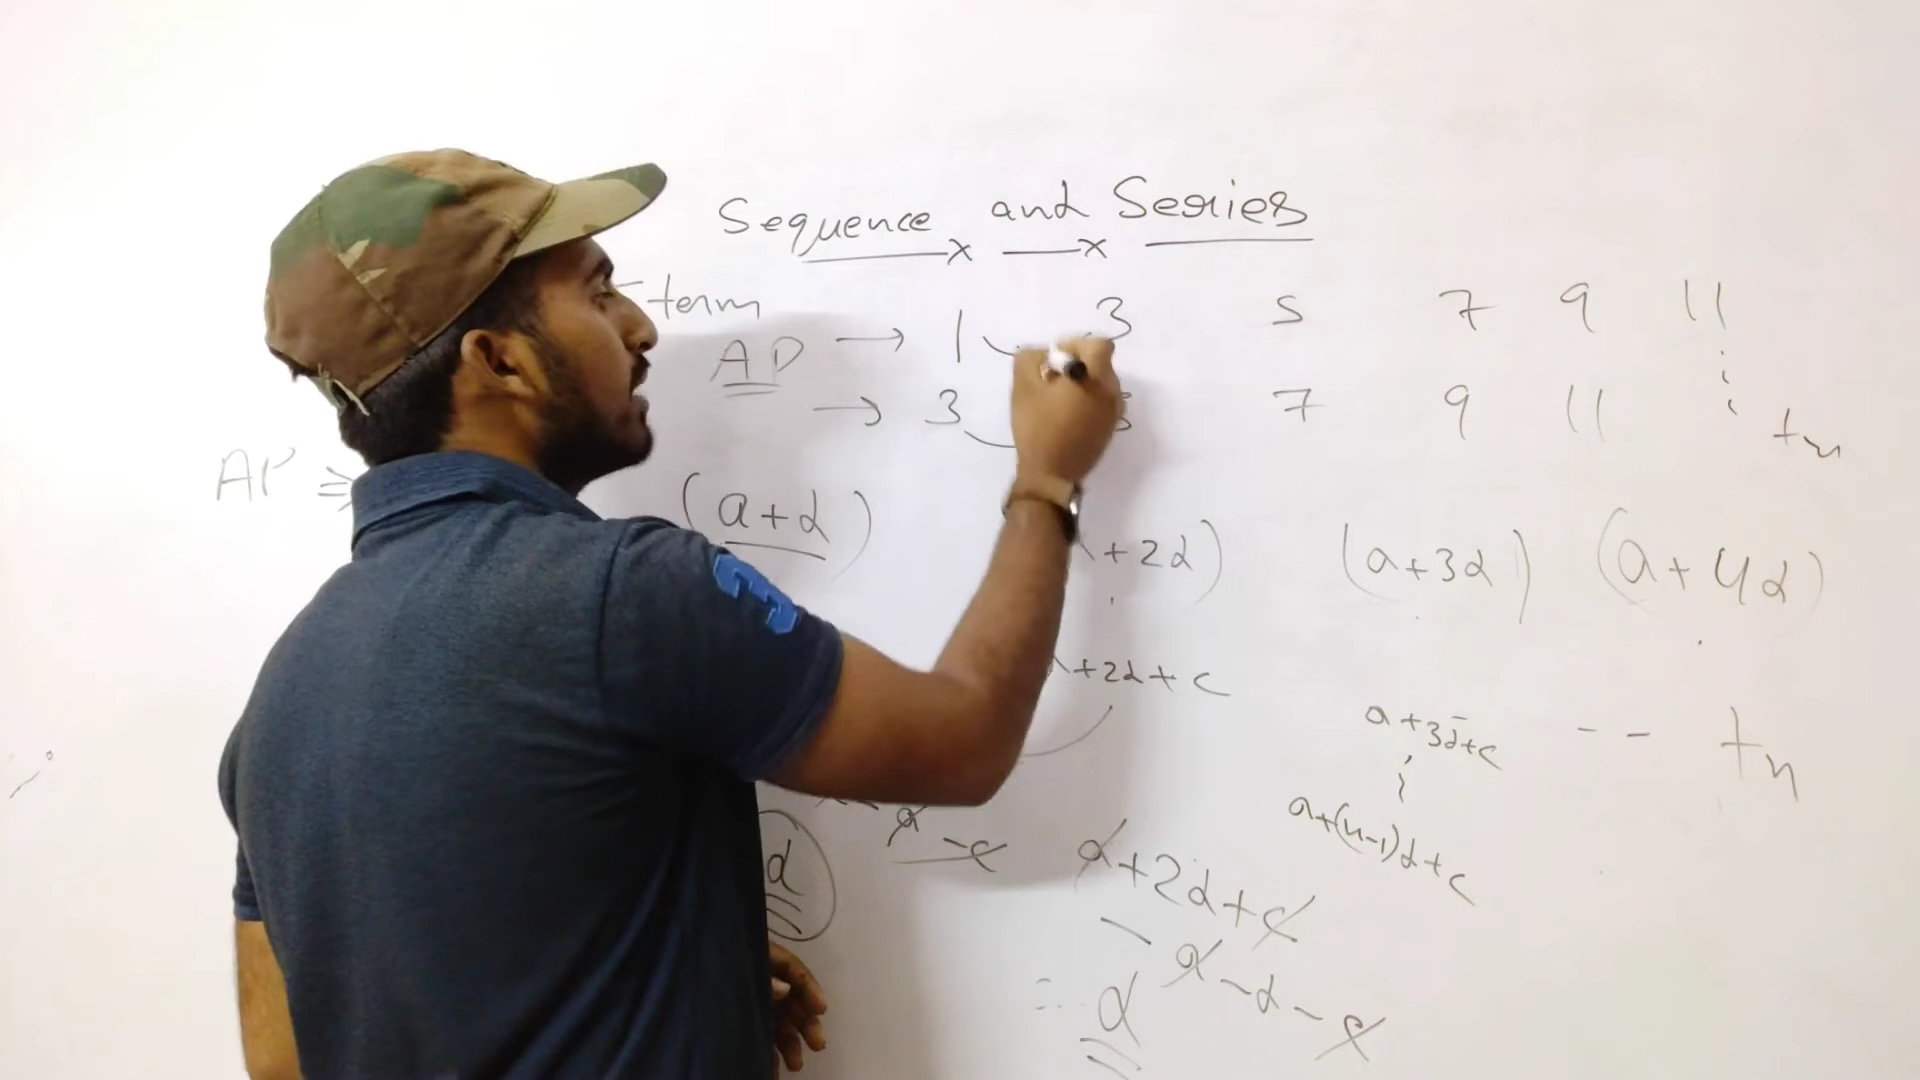 Sequence and Series
term
AP → 1 3 5 7 9 11
→ 3 5 7 9 11 tn
AP ⇒ (a+d) +2d) (a+3d) (a+4d)
+2d+c
a+3d+c -- tn
a+(n-1)d+c
a - c
d a+2d+c
- a-d-c
= d